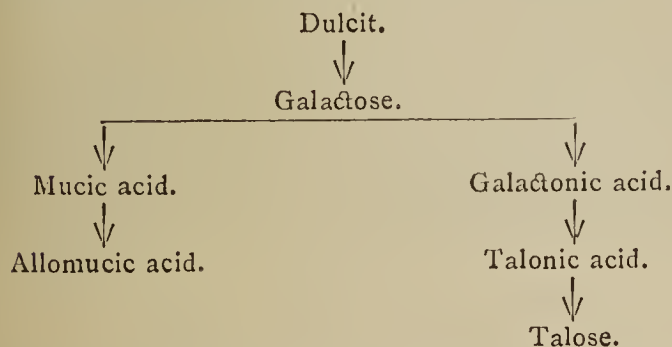 Dulcit.
Galactose.
Mucic acid. Galactonic acid.
Allomucic acid. Talonic acid.
Talose.